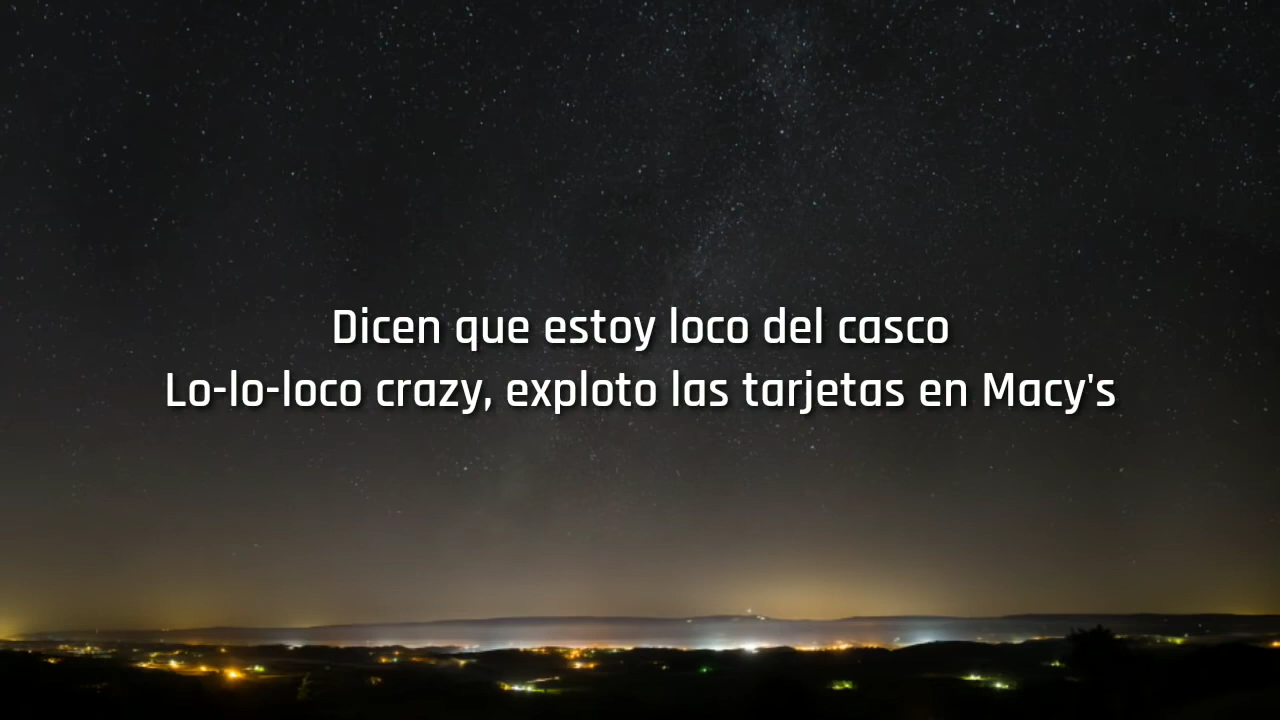 Dicen que estoy loco del casco
Lo-lo-loco crazy, exploto las tarjetas en Macy's